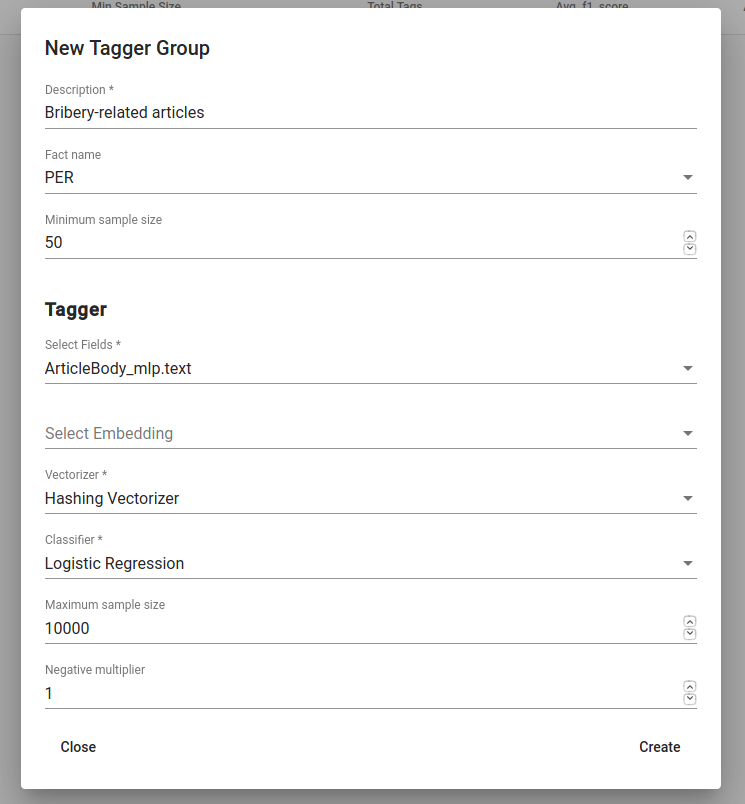 Min Sample Size Total Tags Avg. f1_score
New Tagger Group
Description *
Bribery-related articles
Fact name
PER
Minimum sample size
50
Tagger
Select Fields *
ArticleBody_mlp.text
Select Embedding
Vectorizer *
Hashing Vectorizer
Classifier *
Logistic Regression
Maximum sample size
10000
Negative multiplier
1
Close Create